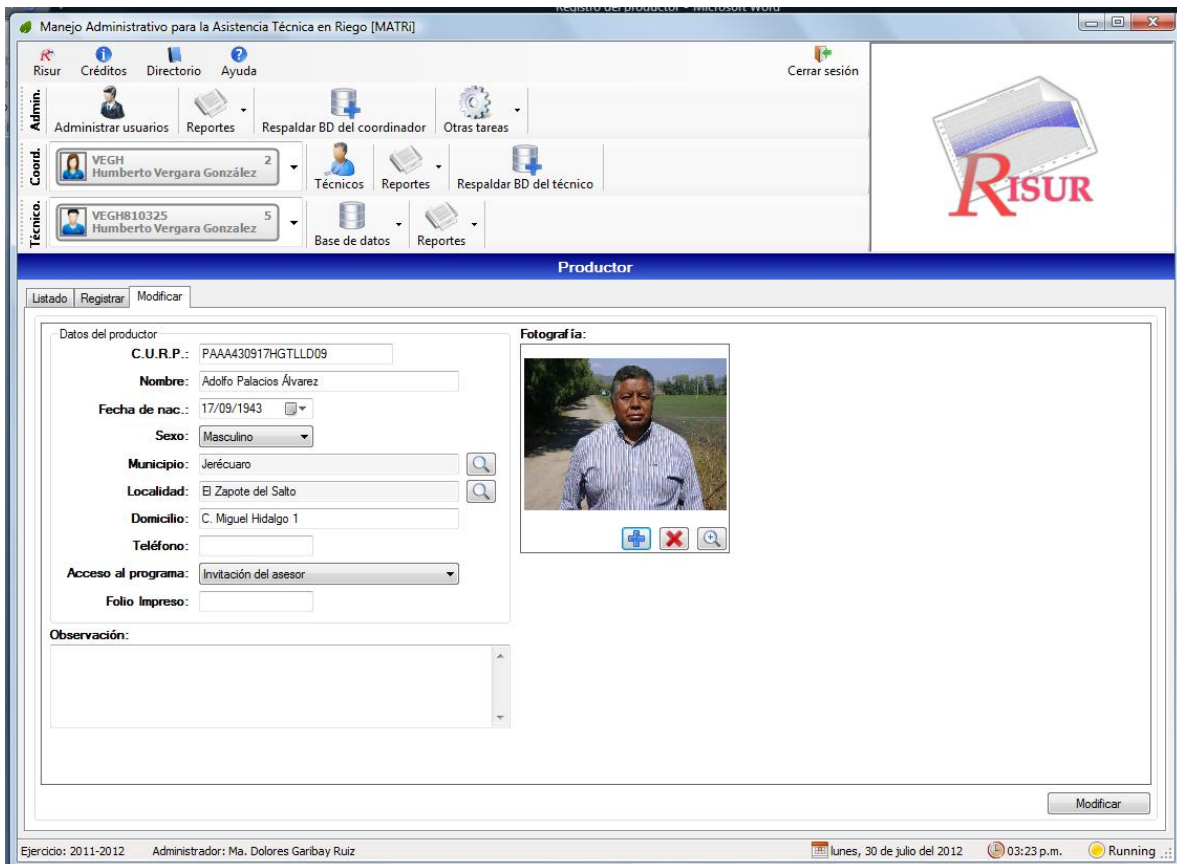 Registro del productor - Microsoft Word
Manejo Administrativo para la Asistencia Técnica en Riego [MATRi]
Risur Créditos Directorio Ayuda Cerrar sesión
Admin.
Administrar usuarios Reportes Respaldar BD del coordinador Otras tareas
Coord.
VEGH 2
Humberto Vergara González
Técnicos Reportes Respaldar BD del técnico
Técnico.
VEGH810325 5
Humberto Vergara Gonzalez
Base de datos Reportes
RISUR
Productor
Listado Registrar Modificar
Datos del productor
C.U.R.P.: PAAA430917HGTLLD09
Nombre: Adolfo Palacios Álvarez
Fecha de nac.: 17/09/1943
Sexo: Masculino
Municipio: Jerécuaro
Localidad: El Zapote del Salto
Domicilio: C. Miguel Hidalgo 1
Teléfono:
Acceso al programa: Invitación del asesor
Folio Impreso:
Observación:
Fotografía:
Modificar
Ejercicio: 2011-2012 Administrador: Ma. Dolores Garibay Ruiz lunes, 30 de julio del 2012 03:23 p.m. Running